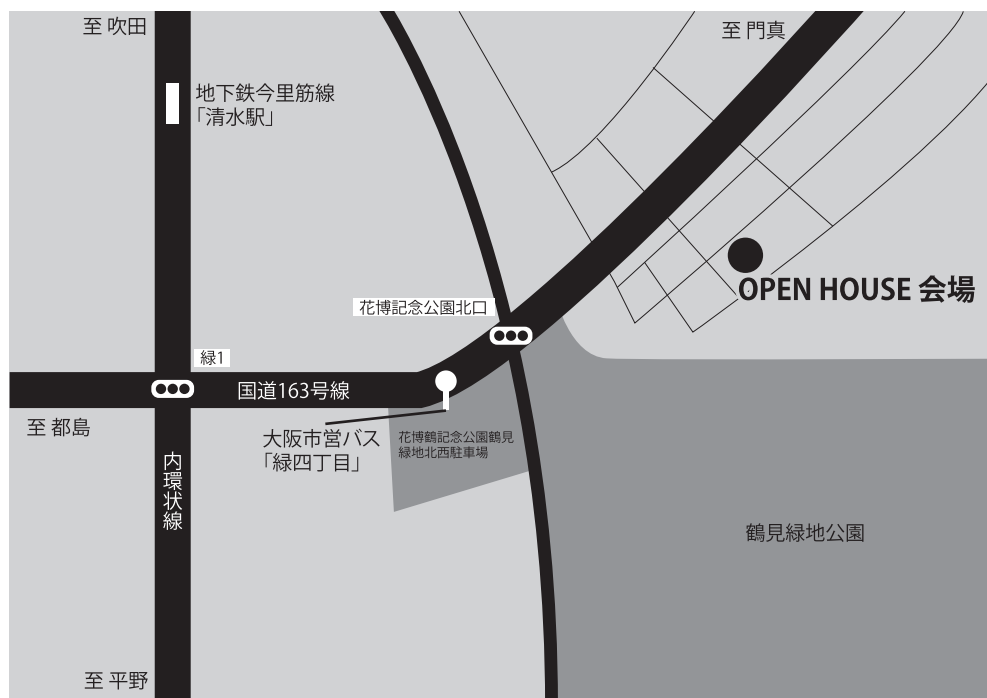 至 吹田
至 門真
地下鉄今里筋線
「清水駅」
OPEN HOUSE 会場
花博記念公園北口
緑1
国道163号線
至 都島
大阪市営バス
「緑四丁目」
花博鶴記念公園鶴見
緑地北西駐車場
内環状線
鶴見緑地公園
至 平野